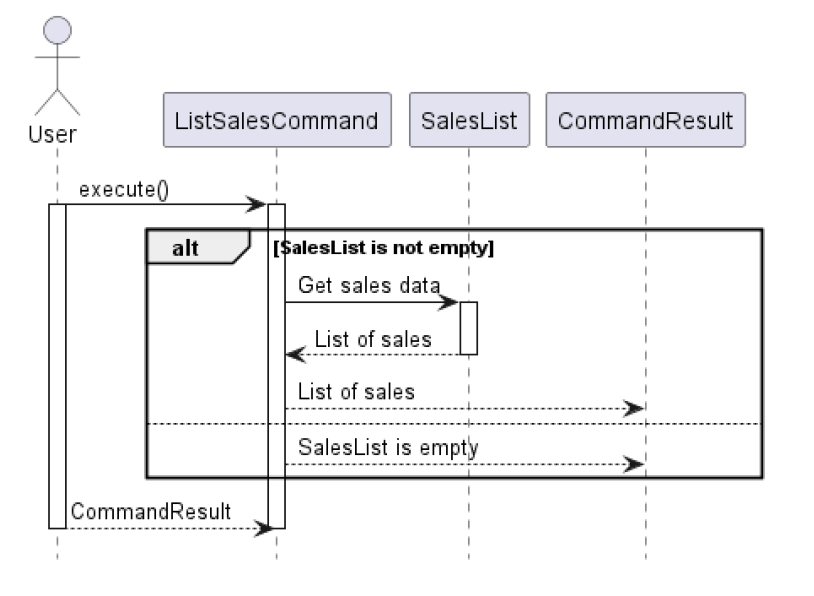 User
ListSalesCommand
SalesList
CommandResult
execute()
alt
[SalesList is not empty]
Get sales data
List of sales
List of sales
SalesList is empty
CommandResult